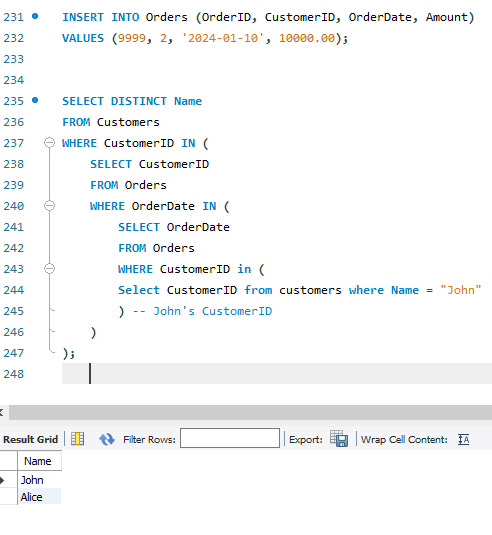 231 INSERT INTO Orders (OrderID, CustomerID, OrderDate, Amount)
232 VALUES (9999, 2, '2024-01-10', 10000.00);
233
234
235 SELECT DISTINCT Name
236 FROM Customers
237 WHERE CustomerID IN (
238 SELECT CustomerID
239 FROM Orders
240 WHERE OrderDate IN (
241 SELECT OrderDate
242 FROM Orders
243 WHERE CustomerID in (
244 Select CustomerID from customers where Name = "John"
245 ) -- John's CustomerID
246 )
247 );
248
Result Grid Filter Rows: Export: Wrap Cell Content:
Name
John
Alice